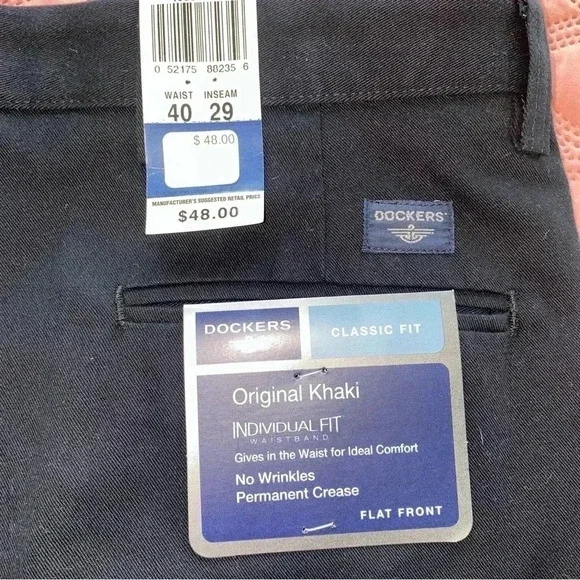 0 52175 88235 6
WAIST INSEAM
40 29
$ 48.00
MANUFACTURER'S SUGGESTED RETAIL PRICE
$48.00
DOCKERS
DOCKERS
CLASSIC FIT
Original Khaki
INDIVIDUAL FIT
WAISTBAND
Gives in the Waist for Ideal Comfort
No Wrinkles
Permanent Crease
FLAT FRONT